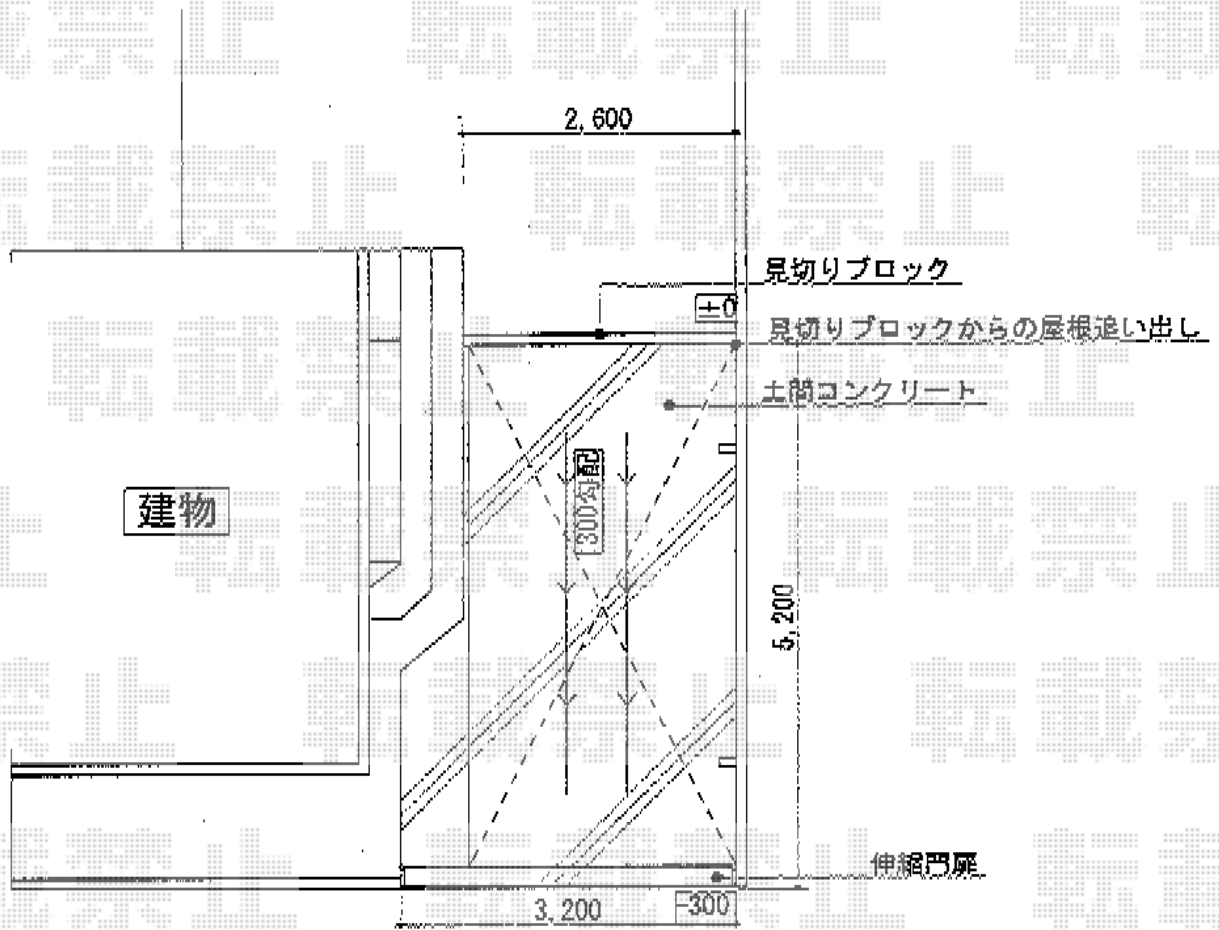 転載禁止
2,600
見切りブロック
±0
見切りブロックからの屋根追い出し
土間コンクリート
300勾配
建物
5,200
伸縮門扉
3,200
-300